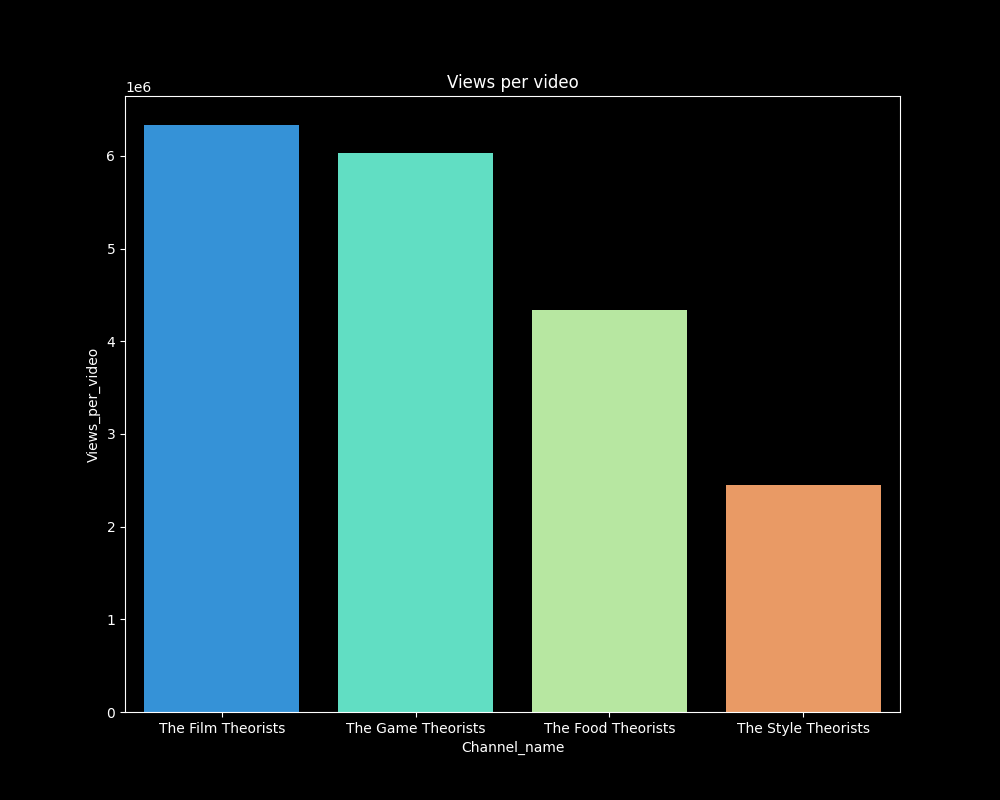 Views per video
1e6
6
5
4
3
2
1
0
Views_per_video
The Film Theorists
The Game Theorists
The Food Theorists
The Style Theorists
Channel_name